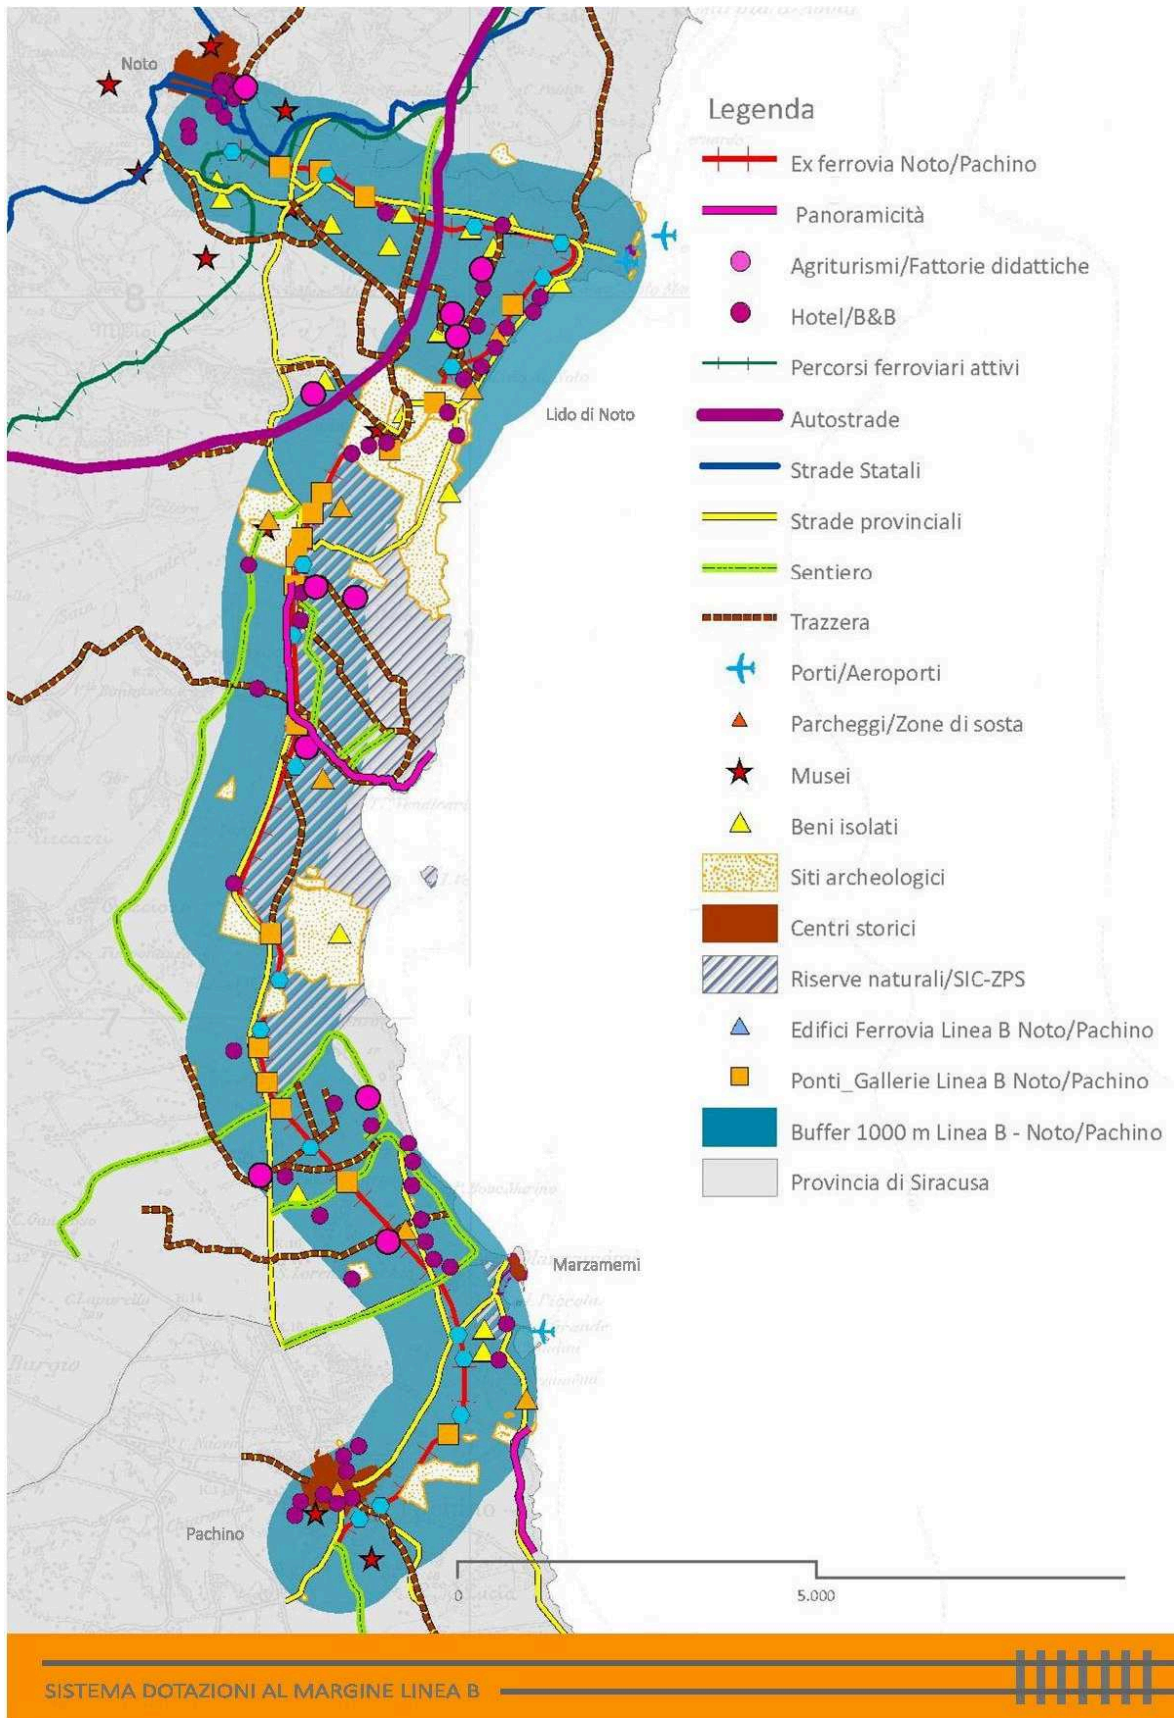 Noto
Legenda
Ex ferrovia Noto/Pachino
Panoramicità
Agriturismi/Fattorie didattiche
8
Hotel/B&B
Percorsi ferroviari attivi
Lido di Noto
Autostrade
Strade Statali
Strade provinciali
Sentiero
Trazzera
Porti/Aeroporti
Parcheggi/Zone di sosta
Musei
Beni isolati
Siti archeologici
Centri storici
Riserve naturali/SIC-ZPS
7
Edifici Ferrovia Linea B Noto/Pachino
Ponti_Gallerie Linea B Noto/Pachino
Buffer 1000 m Linea B - Noto/Pachino
Provincia di Siracusa
Marzamemi
Pachino
0
5.000
SISTEMA DOTAZIONI AL MARGINE LINEA B